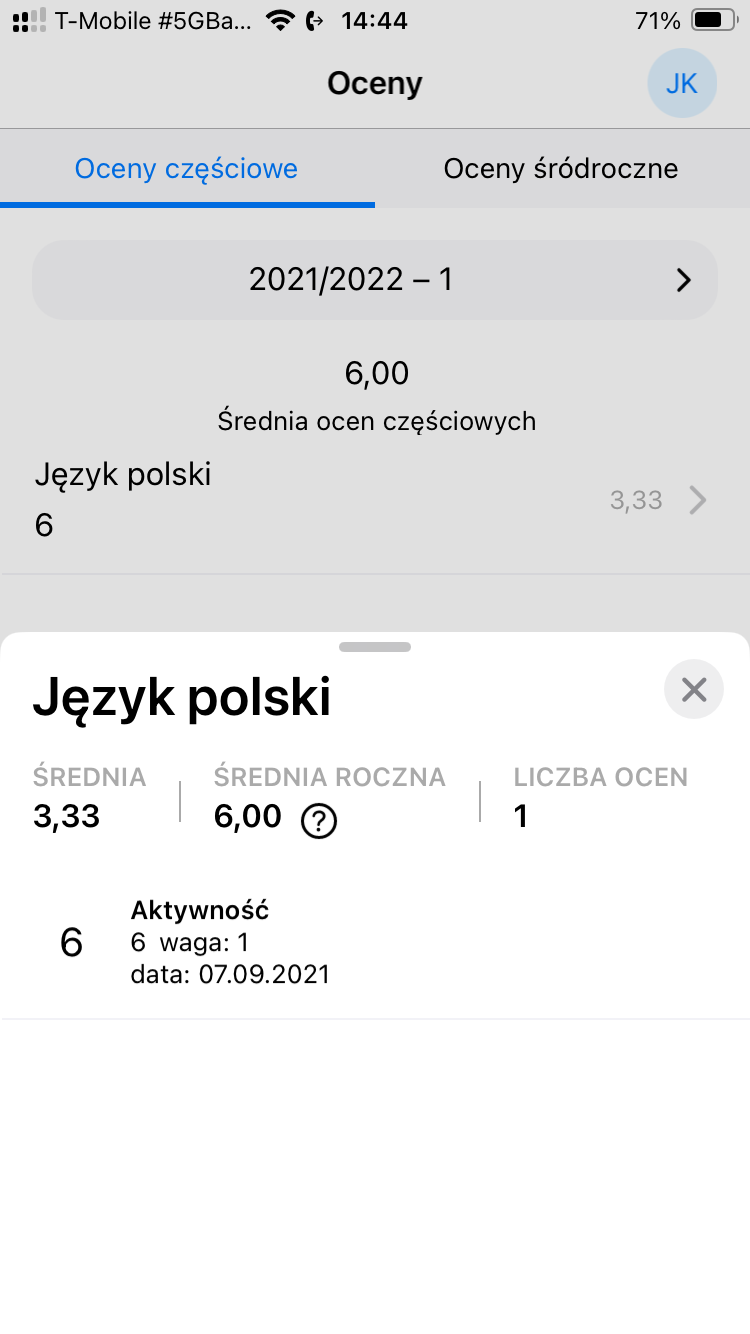 T-Mobile #5GBa... 14:44 71%
Oceny
JK
Oceny częściowe Oceny śródroczne
2021/2022 – 1
6,00
Średnia ocen częściowych
Język polski
3,33
6
Język polski
ŚREDNIA ŚREDNIA ROCZNA LICZBA OCEN
3,33 6,00 ? 1
Aktywność
6 6 waga: 1
data: 07.09.2021